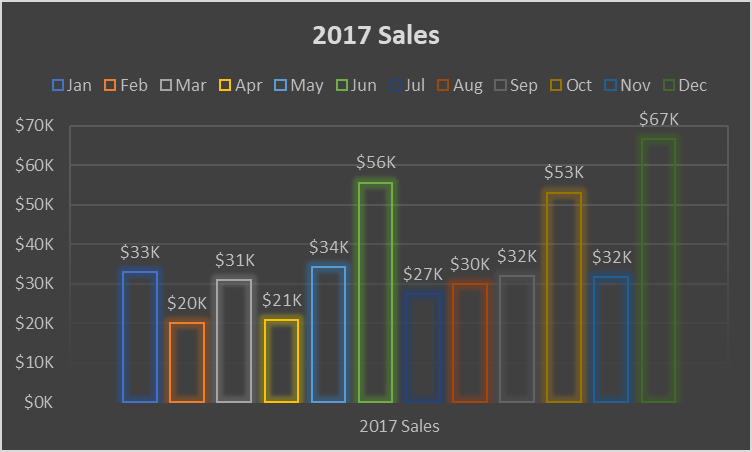 2017 Sales
Jan Feb Mar Apr May Jun Jul Aug Sep Oct Nov Dec
$70K
$60K
$50K
$40K
$30K
$20K
$10K
$0K
$33K
$20K
$31K
$21K
$34K
$56K
$27K
$30K
$32K
$53K
$32K
$67K
2017 Sales